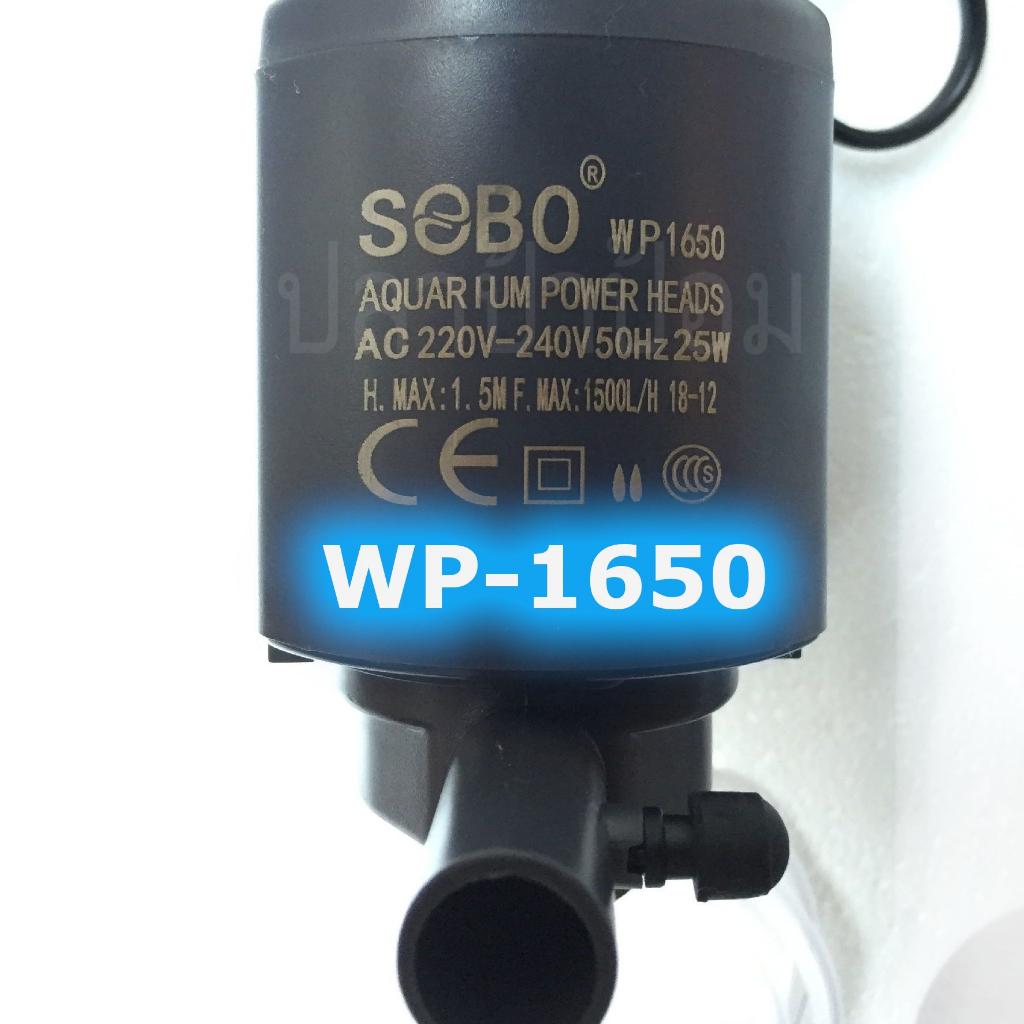 SOBO® WP1650
AQUARIUM POWER HEADS
AC 220V-240V 50Hz 25W
H. MAX:1. 5M F. MAX:1500L/H 18-12
CE
S
WP-1650